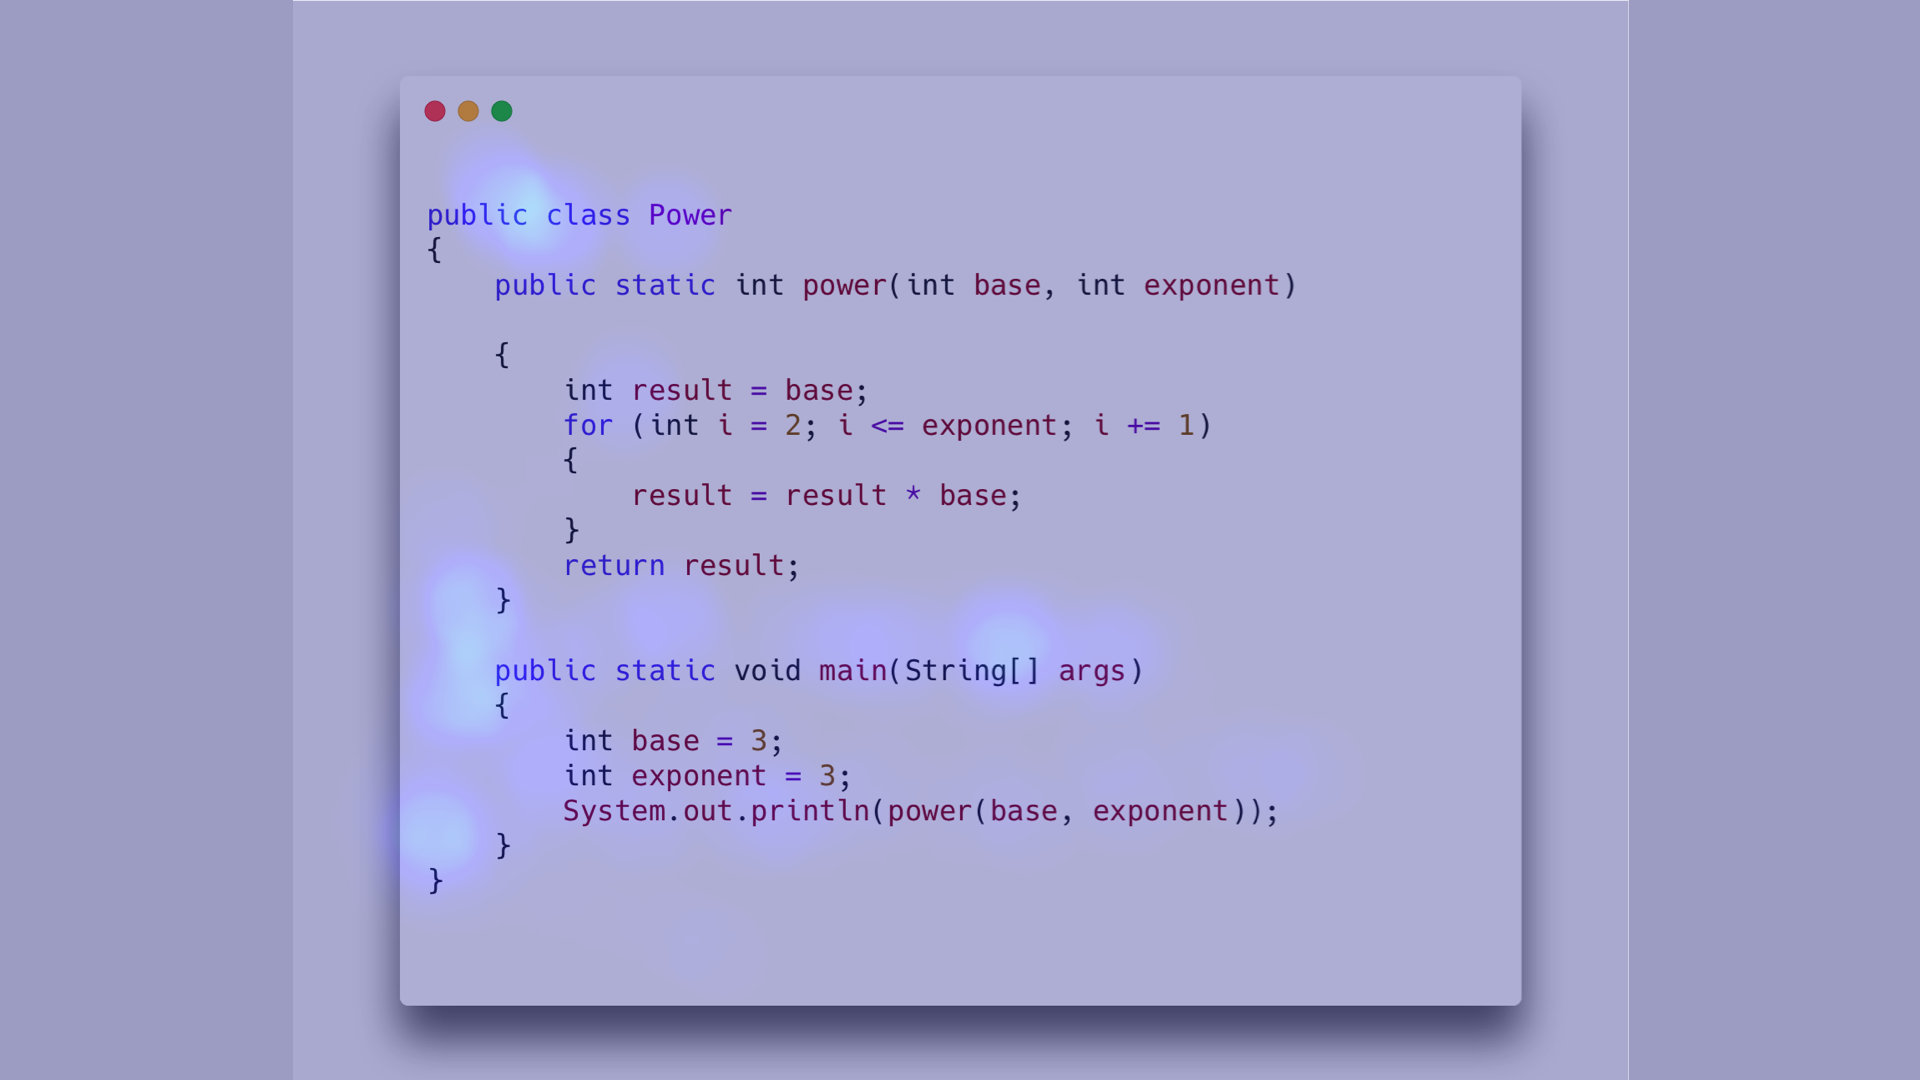 public class Power
{
    public static int power(int base, int exponent)
    {
        int result = base;
        for (int i = 2; i <= exponent; i += 1)
        {
            result = result * base;
        }
        return result;
    }
    public static void main(String[] args)
    {
        int base = 3;
        int exponent = 3;
        System.out.println(power(base, exponent));
    }
}